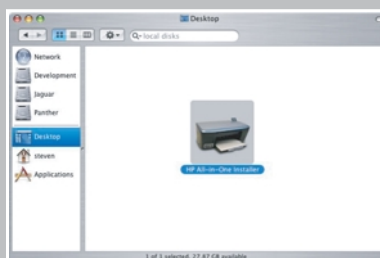 Desktop
local disks
Network
Development
Jaguar
Panther
Desktop
steven
Applications
HP All-in-One Installer
1 of 1 selected, 27.87 GB available